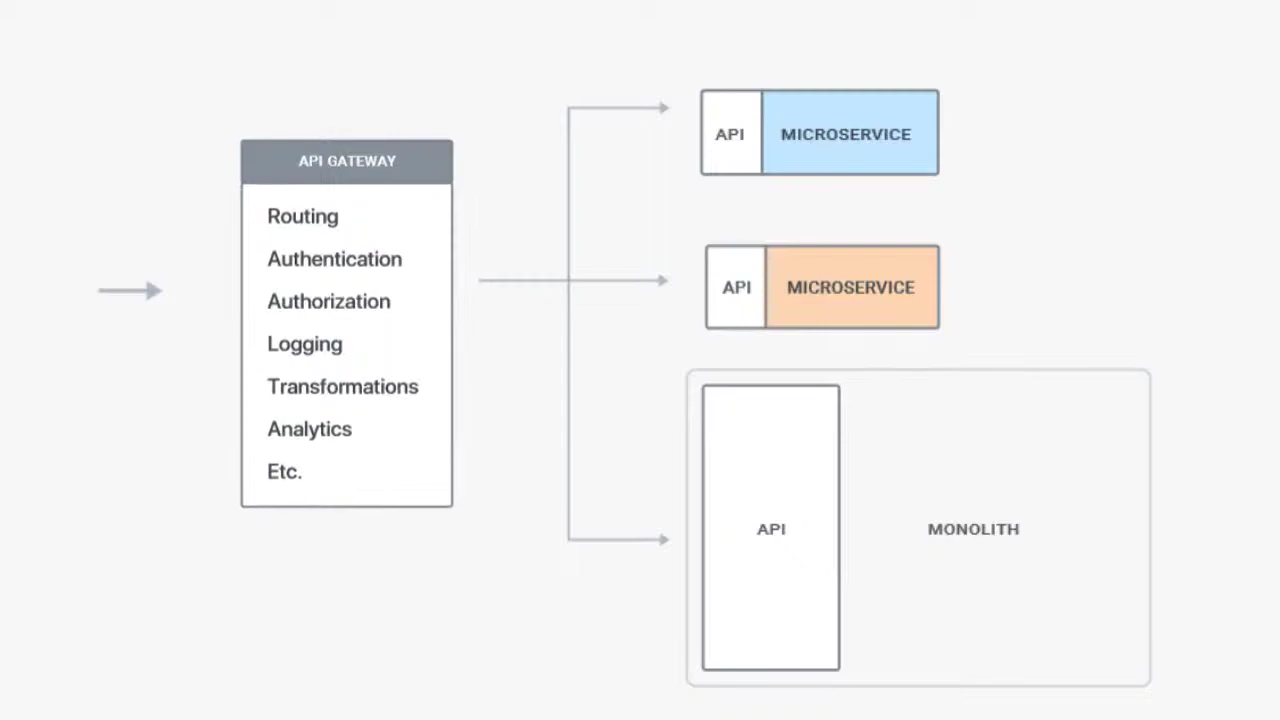 API GATEWAY
Routing
Authentication
Authorization
Logging
Transformations
Analytics
Etc.
API MICROSERVICE
API MICROSERVICE
API MONOLITH